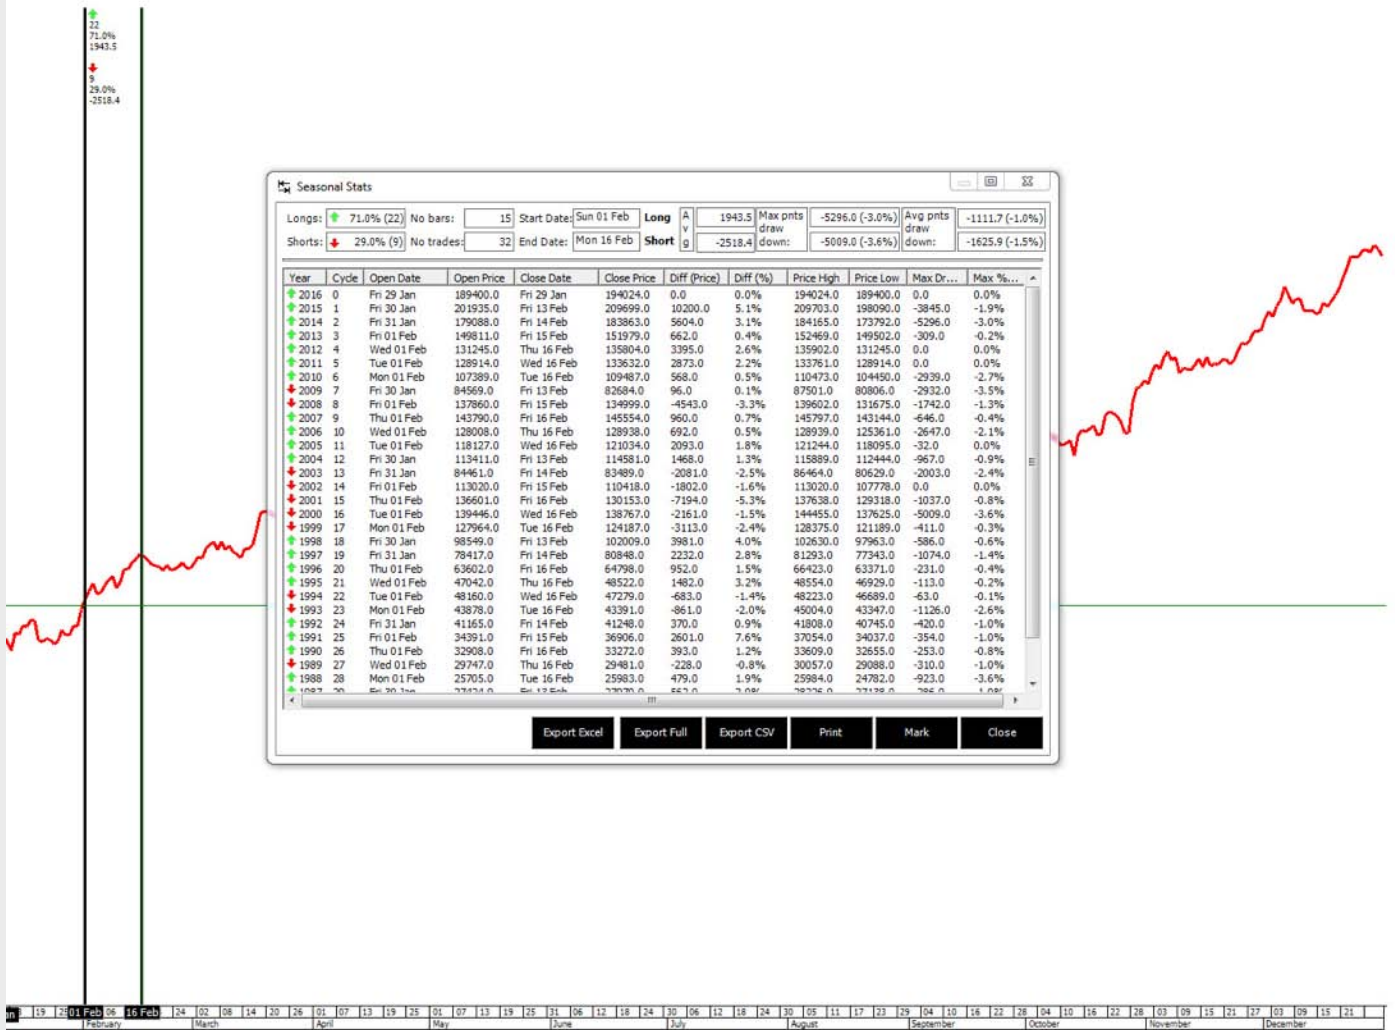 22
71.0%
1943.5
9
29.0%
-2518.4
Seasonal Stats
Longs: 71.0% (22) No bars: 15 Start Date: Sun 01 Feb Long Avg 1943.5 Max pnts draw down: -5296.0 (-3.0%) Avg pnts draw down: -1111.7 (-1.0%)
Shorts: 29.0% (9) No trades: 32 End Date: Mon 16 Feb Short -2518.4 -5009.0 (-3.6%) -1625.9 (-1.5%)
Year Cycle Open Date Open Price Close Date Close Price Diff (Price) Diff (%) Price High Price Low Max Dr... Max %...
2016 0 Fri 29 Jan 189400.0 Fri 29 Jan 194024.0 0.0 0.0% 194024.0 189400.0 0.0 0.0%
2015 1 Fri 30 Jan 201935.0 Fri 13 Feb 209699.0 10200.0 5.1% 209703.0 198090.0 -3845.0 -1.9%
2014 2 Fri 31 Jan 179088.0 Fri 14 Feb 183863.0 5604.0 3.1% 184165.0 173792.0 -5296.0 -3.0%
2013 3 Fri 01 Feb 149811.0 Fri 15 Feb 151979.0 662.0 0.4% 152469.0 149502.0 -309.0 -0.2%
2012 4 Wed 01 Feb 131245.0 Thu 16 Feb 135804.0 3395.0 2.6% 135902.0 131245.0 0.0 0.0%
2011 5 Tue 01 Feb 128914.0 Wed 16 Feb 133632.0 2873.0 2.2% 133761.0 128914.0 0.0 0.0%
2010 6 Mon 01 Feb 107389.0 Tue 16 Feb 109487.0 568.0 0.5% 110473.0 104450.0 -2939.0 -2.7%
2009 7 Fri 30 Jan 84569.0 Fri 13 Feb 82684.0 96.0 0.1% 87501.0 80806.0 -2932.0 -3.5%
2008 8 Fri 01 Feb 137860.0 Fri 15 Feb 134999.0 -4543.0 -3.3% 139602.0 131675.0 -1742.0 -1.3%
2007 9 Thu 01 Feb 143790.0 Fri 16 Feb 145554.0 960.0 0.7% 145797.0 143144.0 -646.0 -0.4%
2006 10 Wed 01 Feb 128008.0 Thu 16 Feb 128938.0 692.0 0.5% 128939.0 125361.0 -2647.0 -2.1%
2005 11 Tue 01 Feb 118127.0 Wed 16 Feb 121034.0 2093.0 1.8% 121244.0 118095.0 -32.0 0.0%
2004 12 Fri 30 Jan 113411.0 Fri 13 Feb 114581.0 1468.0 1.3% 115889.0 112444.0 -967.0 -0.9%
2003 13 Fri 31 Jan 84461.0 Fri 14 Feb 83489.0 -2081.0 -2.5% 86464.0 80629.0 -2003.0 -2.4%
2002 14 Fri 01 Feb 113020.0 Fri 15 Feb 110418.0 -1802.0 -1.6% 113020.0 107778.0 0.0 0.0%
2001 15 Thu 01 Feb 136601.0 Fri 16 Feb 130153.0 -7194.0 -5.3% 137638.0 129318.0 -1037.0 -0.8%
2000 16 Tue 01 Feb 139446.0 Wed 16 Feb 138767.0 -2161.0 -1.5% 144455.0 137625.0 -5009.0 -3.6%
1999 17 Mon 01 Feb 127964.0 Tue 16 Feb 124187.0 -3113.0 -2.4% 128375.0 121189.0 -411.0 -0.3%
1998 18 Fri 30 Jan 98549.0 Fri 13 Feb 102009.0 3981.0 4.0% 102630.0 97963.0 -586.0 -0.6%
1997 19 Fri 31 Jan 78417.0 Fri 14 Feb 80848.0 2232.0 2.8% 81293.0 77343.0 -1074.0 -1.4%
1996 20 Thu 01 Feb 63602.0 Fri 16 Feb 64798.0 952.0 1.5% 66423.0 63371.0 -231.0 -0.4%
1995 21 Wed 01 Feb 47042.0 Thu 16 Feb 48522.0 1482.0 3.2% 48554.0 46929.0 -113.0 -0.2%
1994 22 Tue 01 Feb 48160.0 Wed 16 Feb 47279.0 -683.0 -1.4% 48223.0 46689.0 -63.0 -0.1%
1993 23 Mon 01 Feb 43878.0 Tue 16 Feb 43391.0 -861.0 -2.0% 45004.0 43347.0 -1126.0 -2.6%
1992 24 Fri 31 Jan 41165.0 Fri 14 Feb 41248.0 370.0 0.9% 41808.0 40745.0 -420.0 -1.0%
1991 25 Fri 01 Feb 34391.0 Fri 15 Feb 36906.0 2601.0 7.6% 37054.0 34037.0 -354.0 -1.0%
1990 26 Thu 01 Feb 32908.0 Fri 16 Feb 33272.0 393.0 1.2% 33609.0 32655.0 -253.0 -0.8%
1989 27 Wed 01 Feb 29747.0 Thu 16 Feb 29481.0 -228.0 -0.8% 30057.0 29088.0 -310.0 -1.0%
1988 28 Mon 01 Feb 25705.0 Tue 16 Feb 25983.0 479.0 1.9% 25984.0 24782.0 -923.0 -3.6%
Export Excel Export Full Export CSV Print Mark Close
19 01 Feb 06 16 Feb 24 02 08 14 20 26 01 07 13 19 25 01 07 13 19 25 31 06 12 18 24 30 06 12 18 24 30 05 11 17 23 29 04 10 16 22 28 04 10 16 22 28 03 09 15 21 27 03 09 15 21
February March April May June July August September October November December